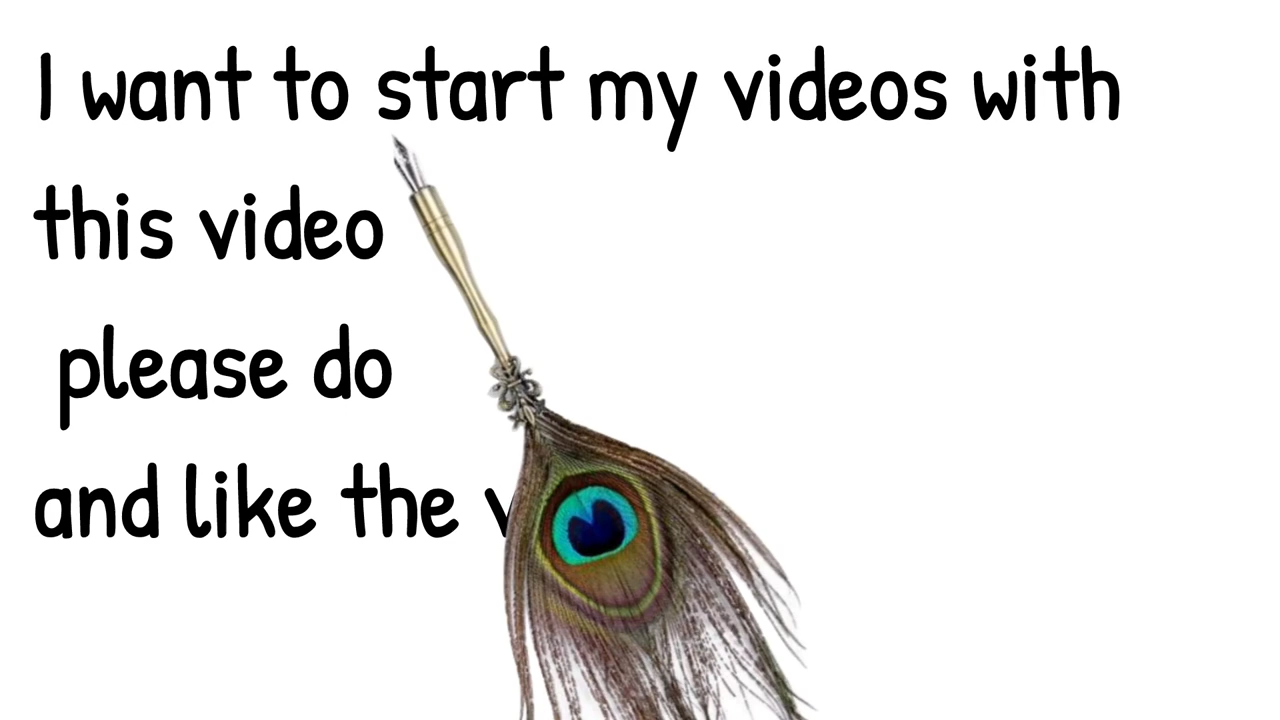 I want to start my videos with
this video
please do
and like the